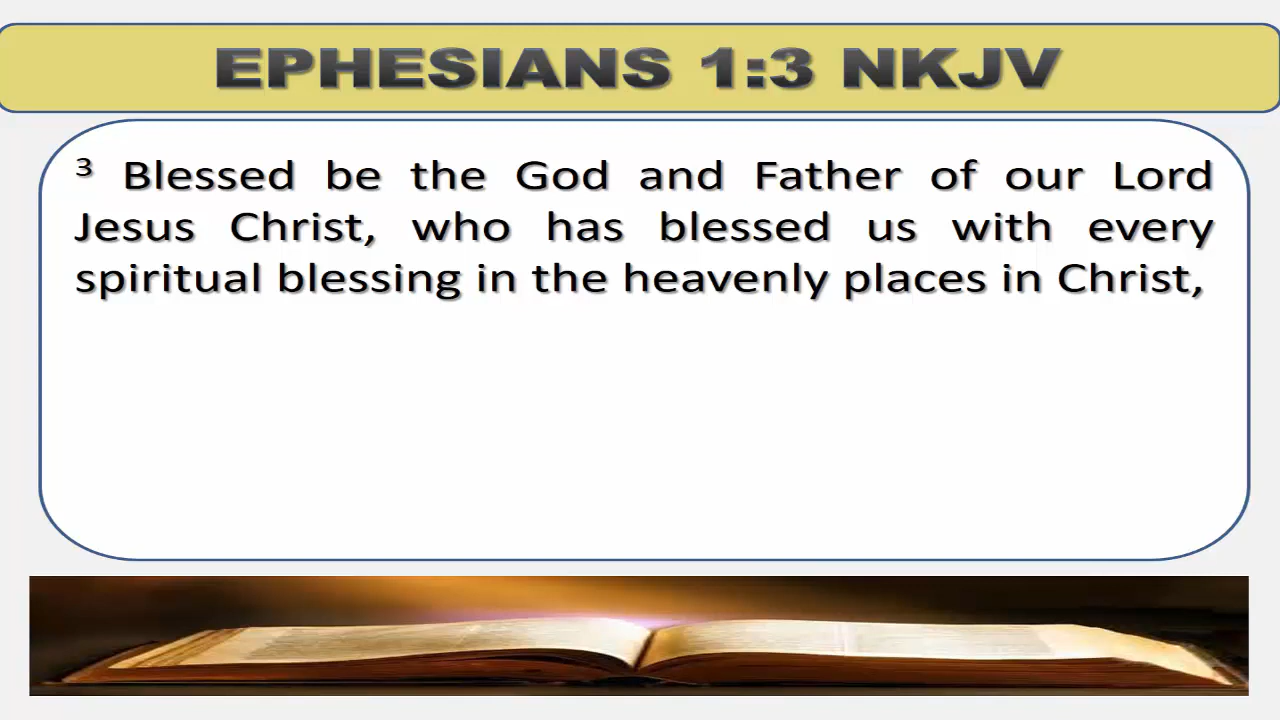 EPHESIANS 1:3 NKJV
³ Blessed be the God and Father of our Lord
Jesus Christ, who has blessed us with every
spiritual blessing in the heavenly places in Christ,